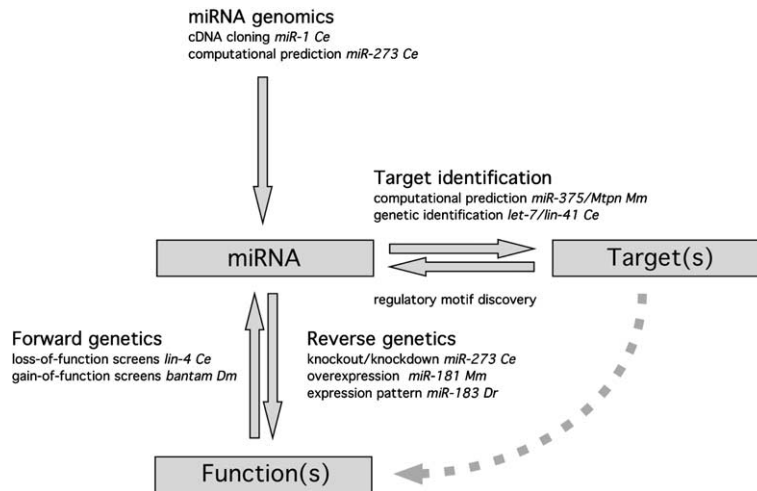 miRNA genomics
cDNA cloning miR-1 Ce
computational prediction miR-273 Ce
Target identification
computational prediction miR-375/Mtpn Mm
genetic identification let-7/lin-41 Ce
miRNA
Target(s)
regulatory motif discovery
Forward genetics
loss-of-function screens lin-4 Ce
gain-of-function screens bantam Dm
Reverse genetics
knockout/knockdown miR-273 Ce
overexpression miR-181 Mm
expression pattern miR-183 Dr
Function(s)